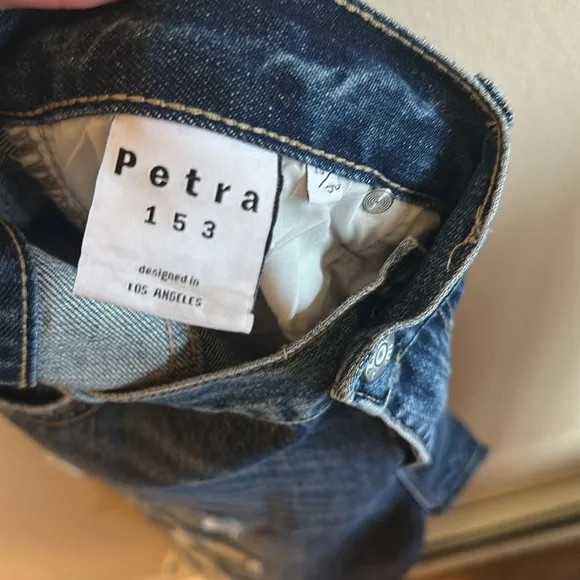 Petra
153
designed in
LOS ANGELES